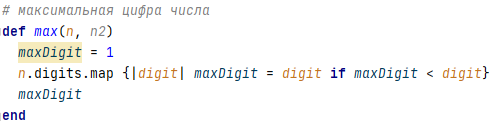 # максимальная цифра числа
def max(n, n2)
maxDigit = 1
n.digits.map {|digit| maxDigit = digit if maxDigit < digit}
maxDigit
end